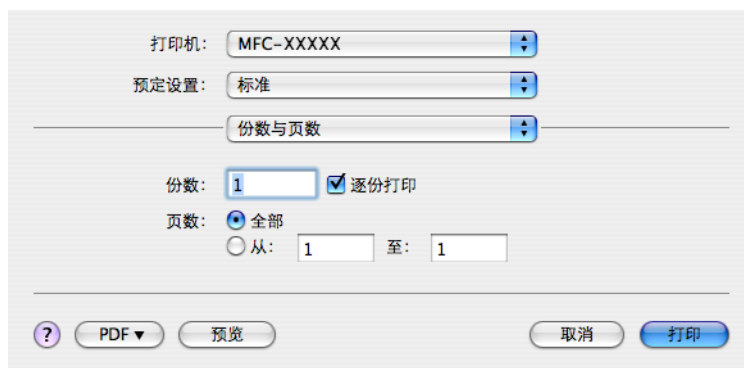 打印机: MFC-XXXXX
预定设置: 标准
份数与页数
份数: 1 逐份打印
页数: 全部
从: 1 至: 1
? PDF▼ 预览 取消 打印